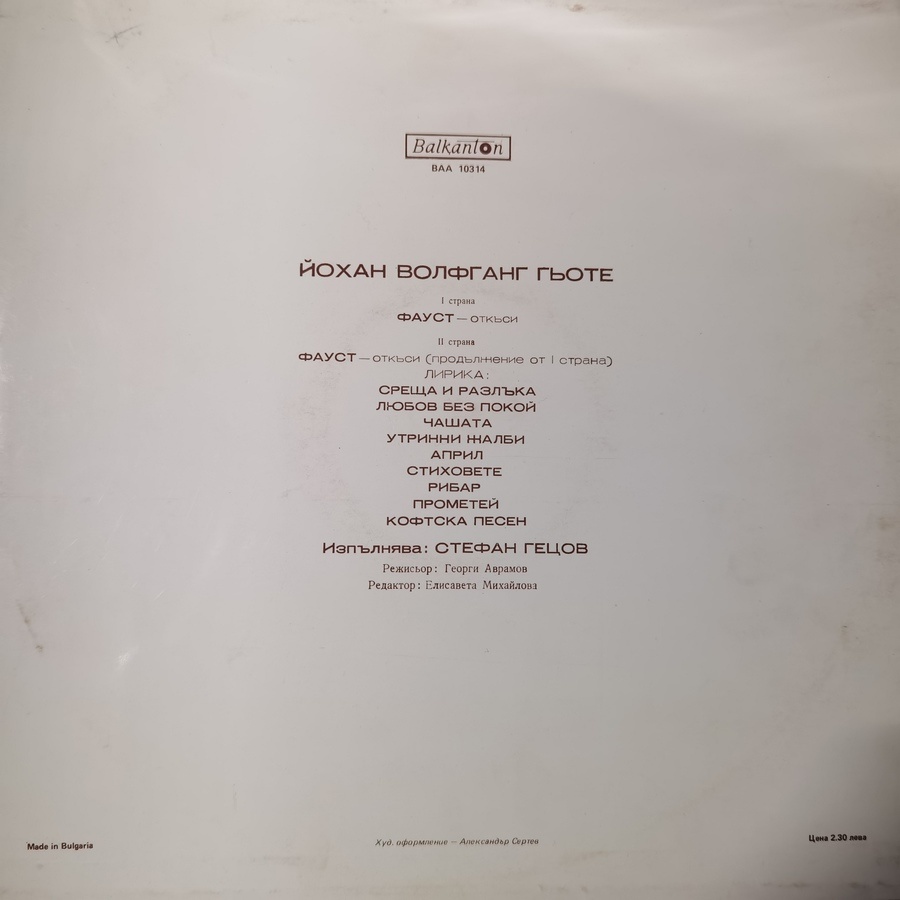 Balkanton
ВАА 10314
ЙОХАН ВОЛФГАНГ ГЬОТЕ
I страна
ФАУСТ — откъси
II страна
ФАУСТ — откъси (продължение от I страна)
ЛИРИКА:
СРЕЩА И РАЗЛЪКА
ЛЮБОВ БЕЗ ПОКОЙ
ЧАШАТА
УТРИННИ ЖАЛБИ
АПРИЛ
СТИХОВЕТЕ
РИБАР
ПРОМЕТЕЙ
КОФТСКА ПЕСЕН
Изпълнява: СТЕФАН ГЕЦОВ
Режисьор: Георги Аврамов
Редактор: Елисавета Михайлова
Made in Bulgaria
Худ. оформление — Александър Сертев
Цена 2.30 лева